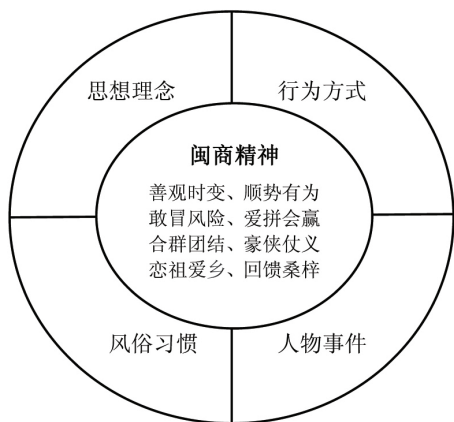 思想理念
行为方式
闽商精神
善观时变、顺势有为
敢冒风险、爱拼会赢
合群团结、豪侠仗义
恋祖爱乡、回馈桑梓
风俗习惯
人物事件